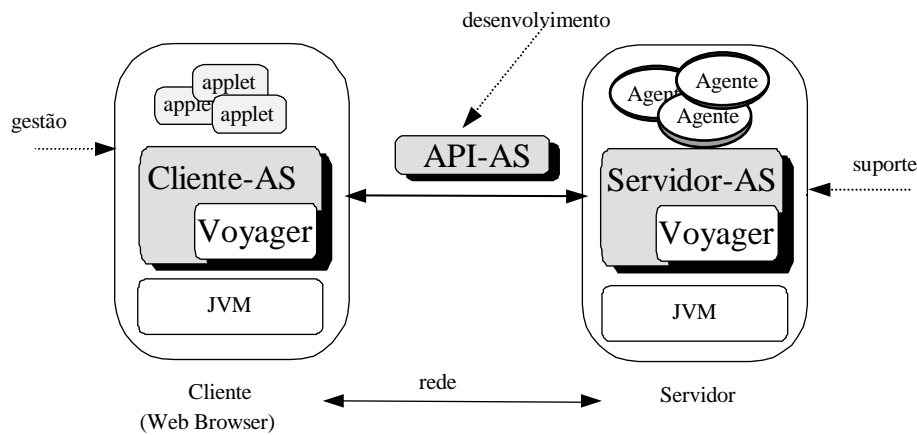 desenvolvimento
applet
applet
applet
Agente
Agente
Agente
gestão
API-AS
Cliente-AS
Servidor-AS
suporte
Voyager
Voyager
JVM
JVM
Cliente
(Web Browser)
rede
Servidor